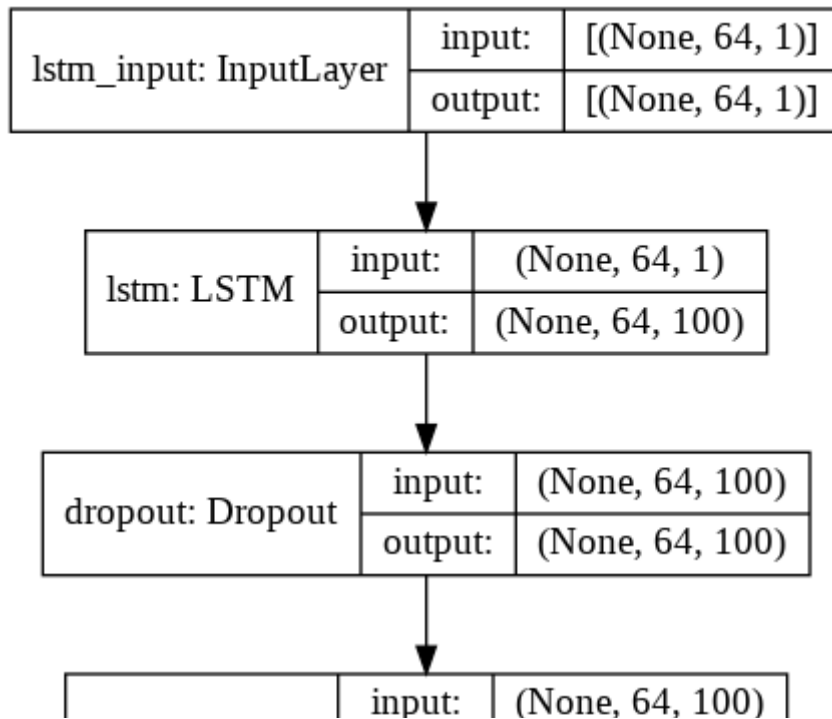 lstm_input: InputLayer
input: [(None, 64, 1)]
output: [(None, 64, 1)]
lstm: LSTM
input: (None, 64, 1)
output: (None, 64, 100)
dropout: Dropout
input: (None, 64, 100)
output: (None, 64, 100)
input: (None, 64, 100)